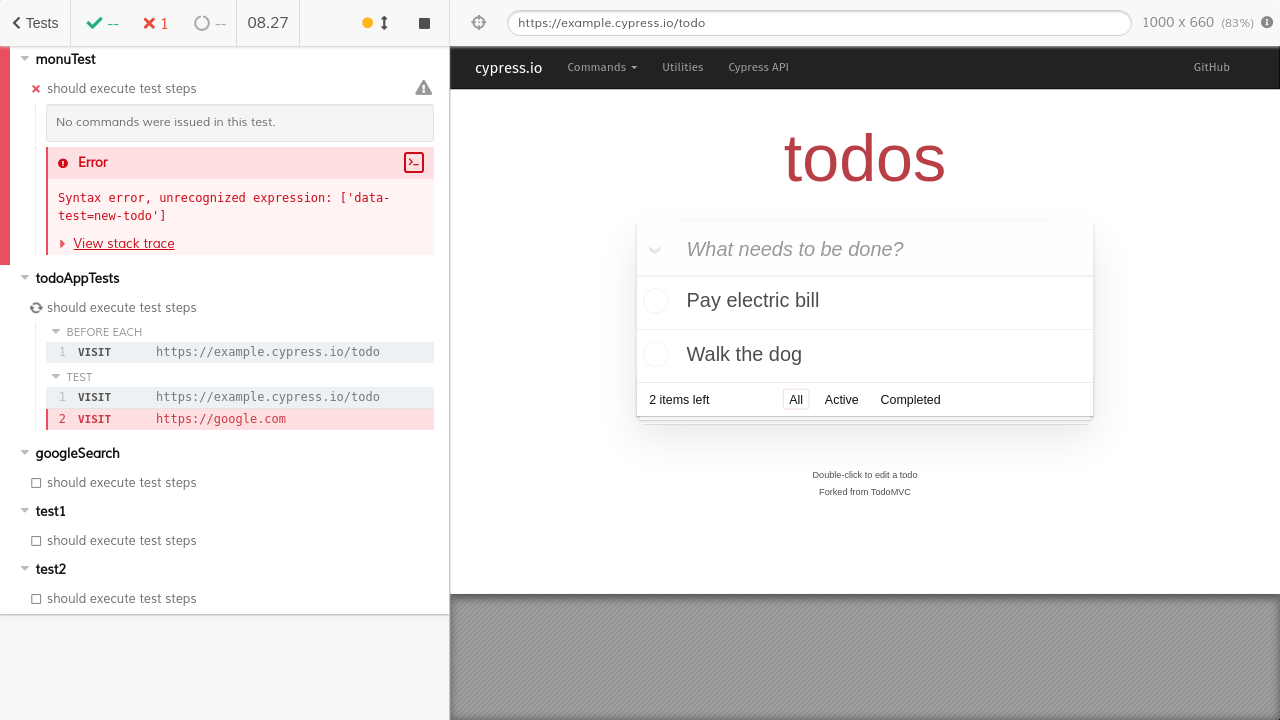 Tests
--
1
--
08.27
https://example.cypress.io/todo
1000 x 660 (83%)
monuTest
should execute test steps
No commands were issued in this test.
Error
Syntax error, unrecognized expression: ['data-
test=new-todo']
View stack trace
todoAppTests
should execute test steps
BEFORE EACH
1 VISIT https://example.cypress.io/todo
TEST
1 VISIT https://example.cypress.io/todo
2 VISIT https://google.com
googleSearch
should execute test steps
test1
should execute test steps
test2
should execute test steps
cypress.io Commands Utilities Cypress API GitHub
todos
What needs to be done?
Pay electric bill
Walk the dog
2 items left All Active Completed
Double-click to edit a todo
Forked from TodoMVC